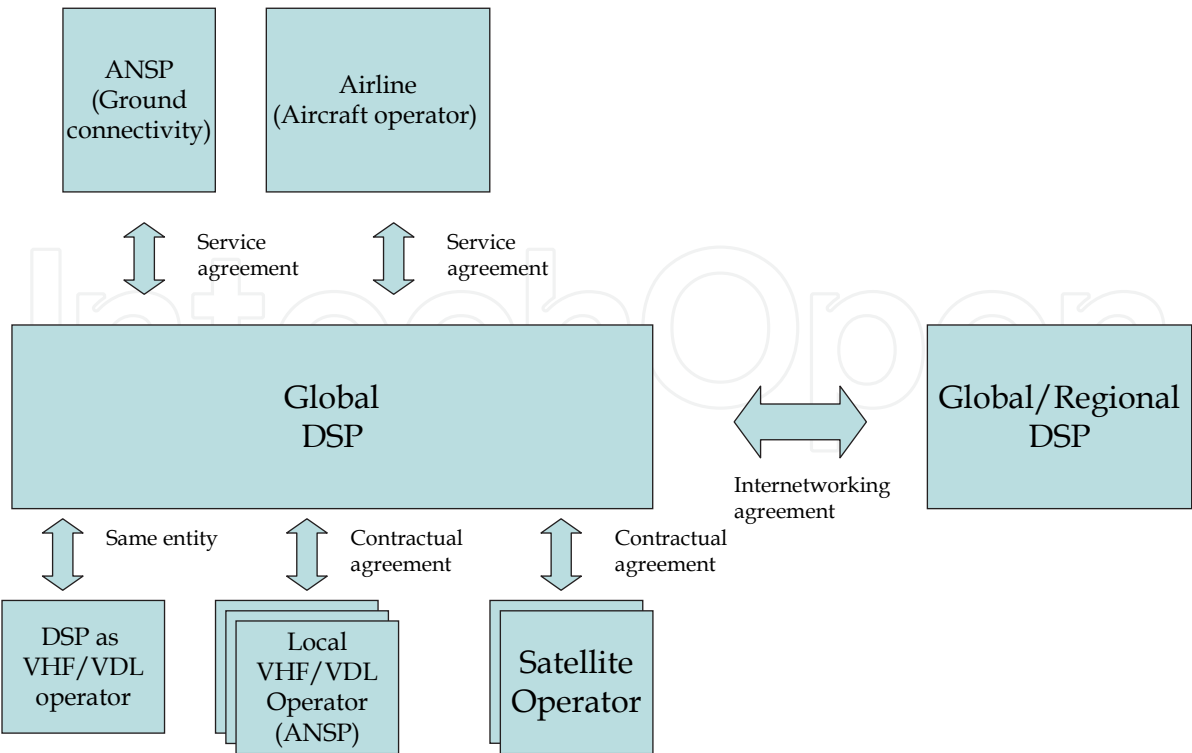 ANSP
(Ground
connectivity)
Airline
(Aircraft operator)
Service
agreement
Service
agreement
IntechOpen
Global
DSP
Global/Regional
DSP
Internetworking
agreement
Same entity
Contractual
agreement
Contractual
agreement
DSP as
VHF/VDL
operator
Local
VHF/VDL
Operator
(ANSP)
Satellite
Operator